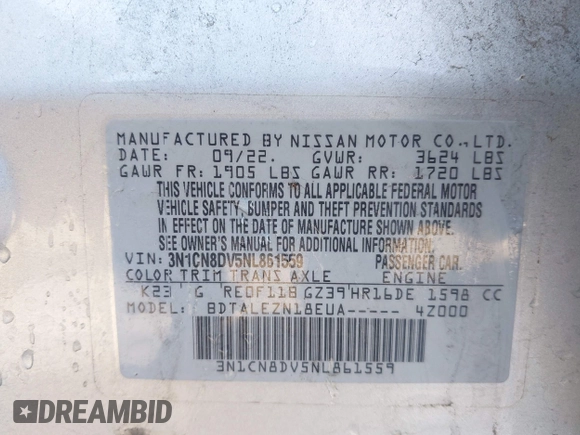 MANUFACTURED BY NISSAN MOTOR CO.,LTD.
DATE: 09/22. GVWR: 3624 LBS
GAWR FR: 1905 LBS GAWR RR: 1720 LBS
THIS VEHICLE CONFORMS TO ALL APPLICABLE FEDERAL MOTOR
VEHICLE SAFETY, BUMPER AND THEFT PREVENTION STANDARDS
IN EFFECT ON THE DATE OF MANUFACTURE SHOWN ABOVE.
SEE OWNER'S MANUAL FOR ADDITIONAL INFORMATION
VIN: 3N1CN8DV5NL861559 PASSENGER CAR.
COLOR TRIM TRANS AXLE ENGINE
K23 G RE0F11B GZ39 HR16DE 1598 CC
MODEL: BDTALEZN18EUA----- 4Z000
3N1CN8DV5NL861559
DREAMBID